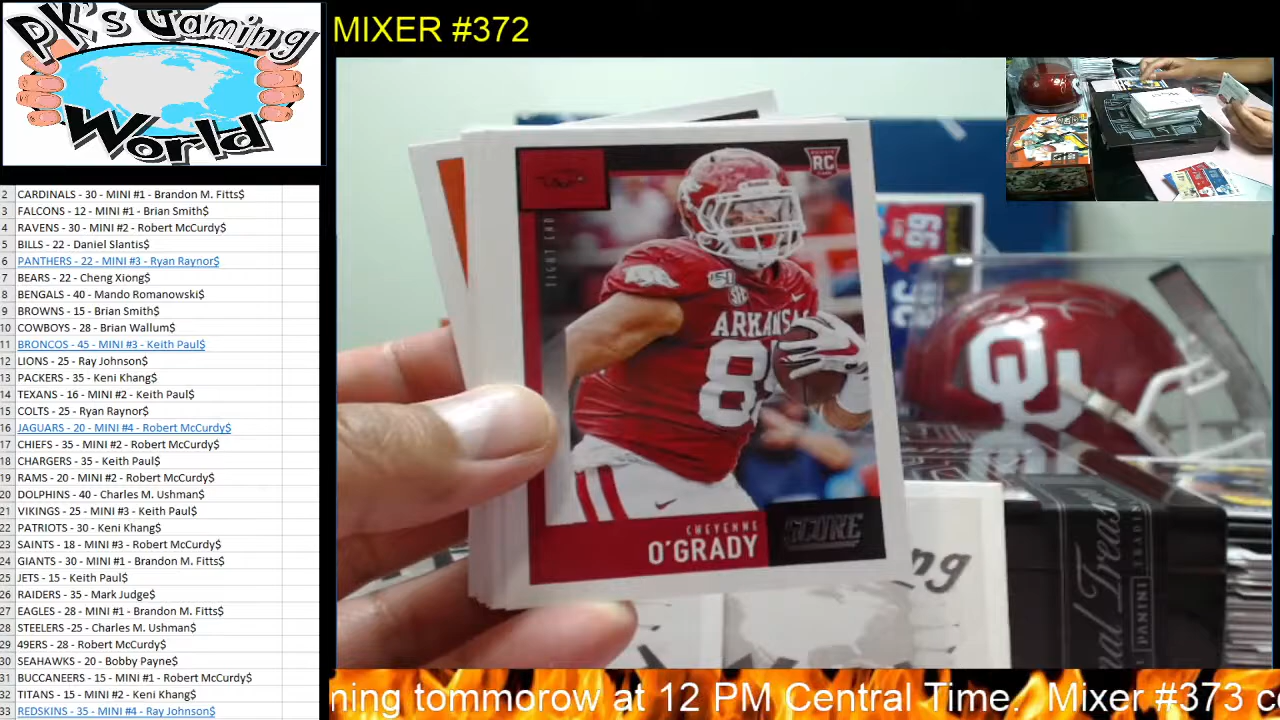 PK's Gaming
World
MIXER #372
2 CARDINALS - 30 - MINI #1 - Brandon M. Fitts$
3 FALCONS - 12 - MINI #1 - Brian Smith$
4 RAVENS - 30 - MINI #2 - Robert McCurdy$
5 BILLS - 22 - Daniel Slantis$
6 PANTHERS - 22 - MINI #3 - Ryan Raynor$
7 BEARS - 22 - Cheng Xiong$
8 BENGALS - 40 - Mando Romanowski$
9 BROWNS - 15 - Brian Smith$
10 COWBOYS - 28 - Brian Wallum$
11 BRONCOS - 45 - MINI #3 - Keith Paul$
12 LIONS - 25 - Ray Johnson$
13 PACKERS - 35 - Keni Khang$
14 TEXANS - 16 - MINI #2 - Keith Paul$
15 COLTS - 25 - Ryan Raynor$
16 JAGUARS - 20 - MINI #4 - Robert McCurdy$
17 CHIEFS - 35 - MINI #2 - Robert McCurdy$
18 CHARGERS - 35 - Keith Paul$
19 RAMS - 20 - MINI #2 - Robert McCurdy$
20 DOLPHINS - 40 - Charles M. Ushman$
21 VIKINGS - 25 - MINI #3 - Keith Paul$
22 PATRIOTS - 30 - Keni Khang$
23 SAINTS - 18 - MINI #3 - Robert McCurdy$
24 GIANTS - 30 - MINI #1 - Brandon M. Fitts$
25 JETS - 15 - Keith Paul$
26 RAIDERS - 35 - Mark Judge$
27 EAGLES - 28 - MINI #1 - Brandon M. Fitts$
28 STEELERS -25 - Charles M. Ushman$
29 49ERS - 28 - Robert McCurdy$
30 SEAHAWKS - 20 - Bobby Payne$
31 BUCCANEERS - 15 - MINI #1 - Robert McCurdy$
32 TITANS - 15 - MINI #2 - Keni Khang$
33 REDSKINS - 35 - MINI #4 - Ray Johnson$
RC
TIGHT END
150
SEC
ARKANSAS
CHEYENNE
O'GRADY
SCORE
99
OU
ning tommorow at 12 PM Central Time. Mixer #373 c